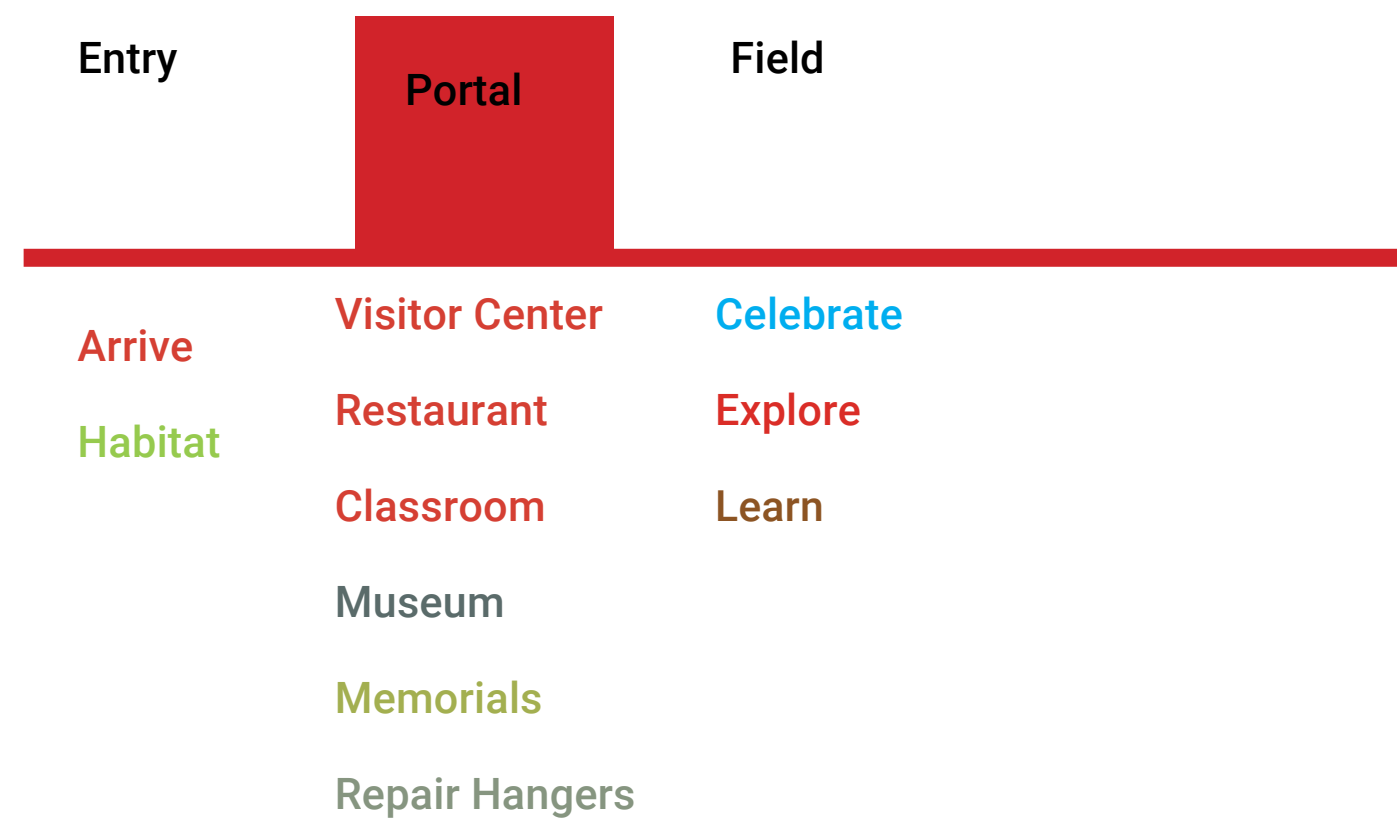 Entry
Portal
Field
Arrive
Habitat
Visitor Center
Restaurant
Classroom
Museum
Memorials
Repair Hangers
Celebrate
Explore
Learn